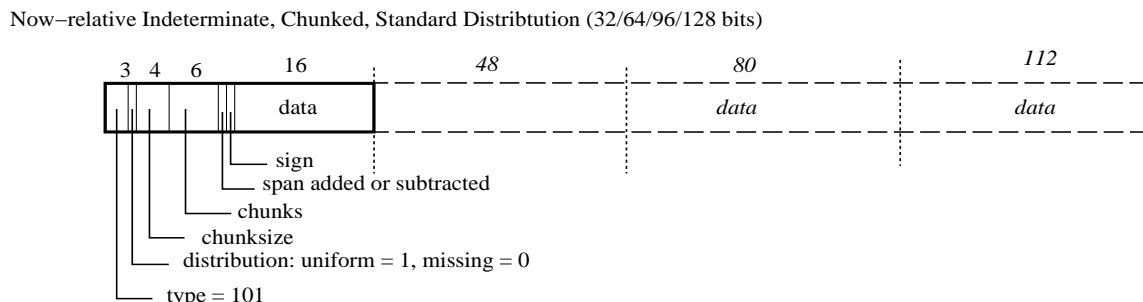 Now−relative Indeterminate, Chunked, Standard Distribtution (32/64/96/128 bits)
3 4 6 16 48 80 112
data data data
sign
span added or subtracted
chunks
chunksize
distribution: uniform = 1, missing = 0
type = 101